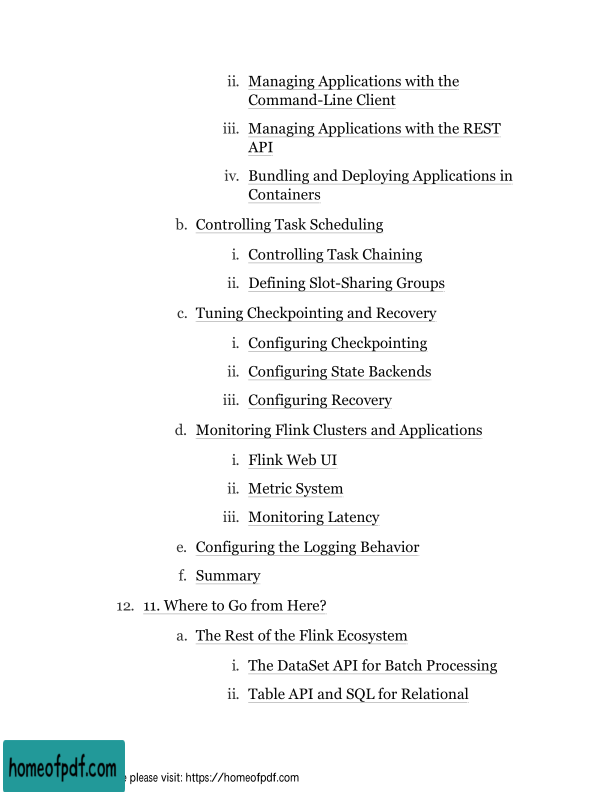 ii. Managing Applications with the
Command-Line Client
iii. Managing Applications with the REST
API
iv. Bundling and Deploying Applications in
Containers
b. Controlling Task Scheduling
i. Controlling Task Chaining
ii. Defining Slot-Sharing Groups
c. Tuning Checkpointing and Recovery
i. Configuring Checkpointing
ii. Configuring State Backends
iii. Configuring Recovery
d. Monitoring Flink Clusters and Applications
i. Flink Web UI
ii. Metric System
iii. Monitoring Latency
e. Configuring the Logging Behavior
f. Summary
12. 11. Where to Go from Here?
a. The Rest of the Flink Ecosystem
i. The DataSet API for Batch Processing
ii. Table API and SQL for Relational
homeofpdf.com
please visit: https://homeofpdf.com